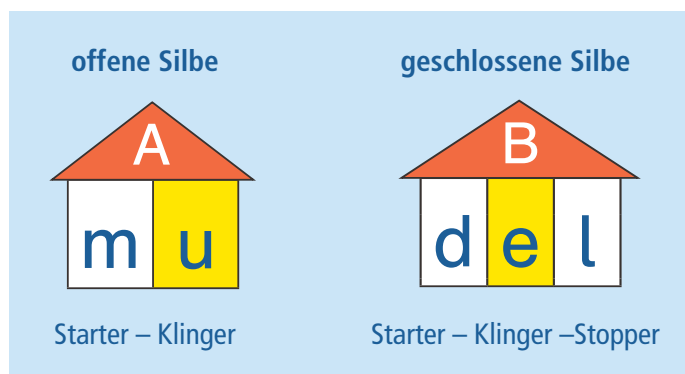 offene Silbe
A
m u
Starter – Klinger
geschlossene Silbe
B
d e l
Starter – Klinger –Stopper